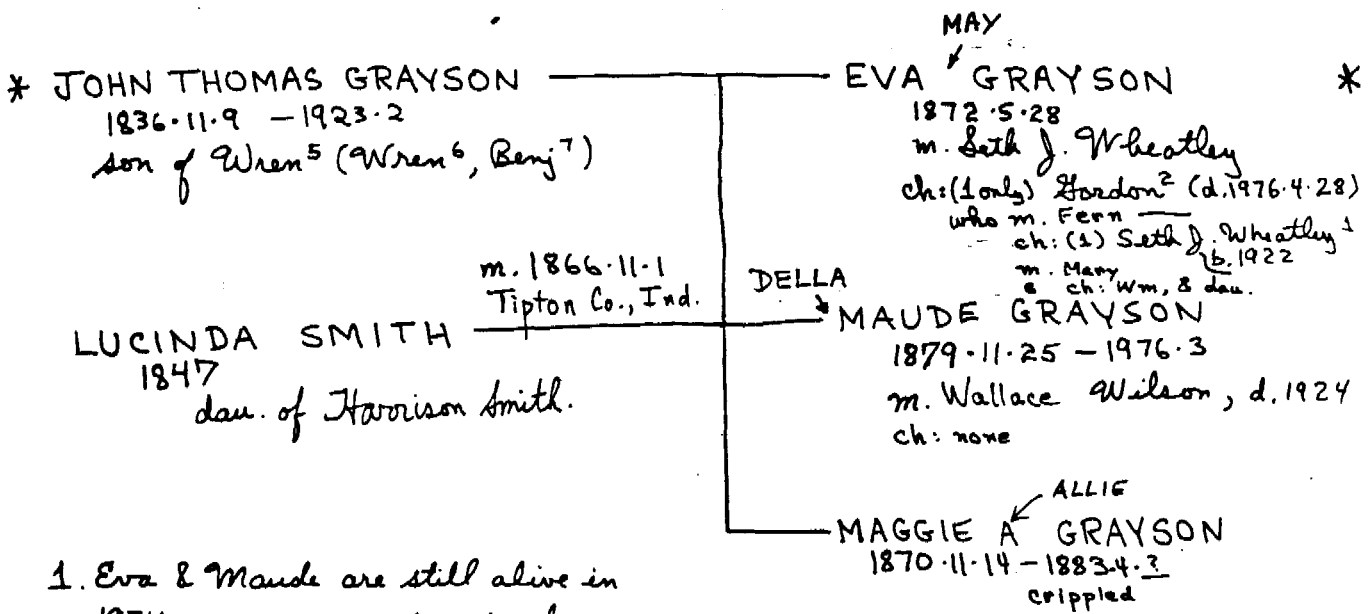 * JOHN THOMAS GRAYSON
1836·11·9 – 1923·2
son of Wren⁵ (Wren⁶, Benj⁷)
m. 1866·11·1
Tipton Co., Ind.
LUCINDA SMITH
1847
dau. of Harrison Smith.
MAY
EVA GRAYSON *
1872·5·28
m. Seth J. Wheatley
ch: (1 only) Gordon² (d. 1976·4·28)
who m. Fern —
ch: (1) Seth J. Wheatley¹
b. 1922
m. Mary
ch: Wm, & dau.
DELLA
MAUDE GRAYSON
1879·11·25 – 1976·3
m. Wallace Wilson, d. 1924
ch: none
ALLIE
MAGGIE A GRAYSON
1870·11·14 – 1883·4·?
crippled
1. Eva & Maude are still alive in